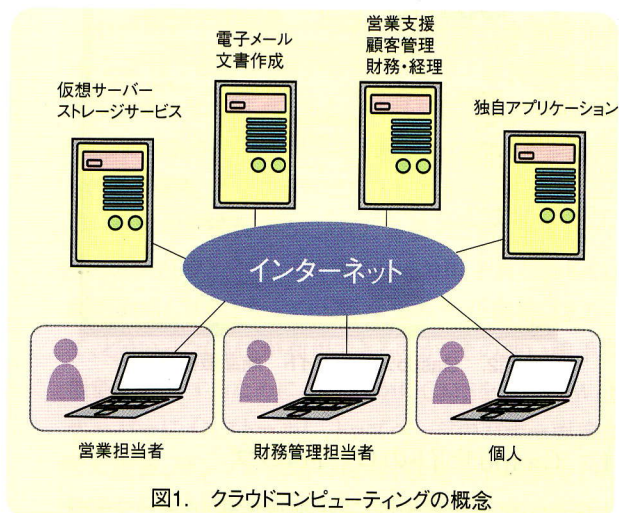 仮想サーバー
ストレージサービス
電子メール
文書作成
営業支援
顧客管理
財務・経理
独自アプリケーション
インターネット
営業担当者
財務管理担当者
個人
図1. クラウドコンピューティングの概念